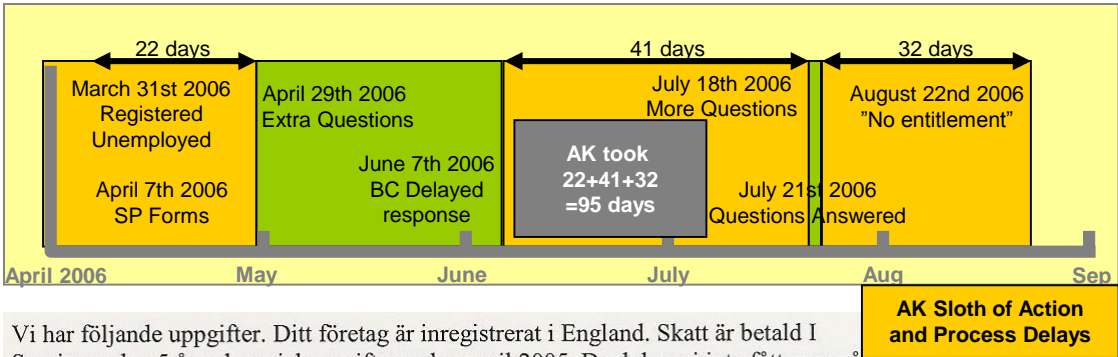 22 days
41 days
32 days
March 31st 2006
Registered
Unemployed
April 7th 2006
SP Forms
April 29th 2006
Extra Questions
June 7th 2006
BC Delayed
response
AK took
22+41+32
=95 days
July 18th 2006
More Questions
July 21st 2006
Questions Answered
August 22nd 2006
”No entitlement”
April 2006
May
June
July
Aug
Sep
AK Sloth of Action
and Process Delays
Vi har följande uppgifter. Ditt företag är inregistrerat i England. Skatt är betald I